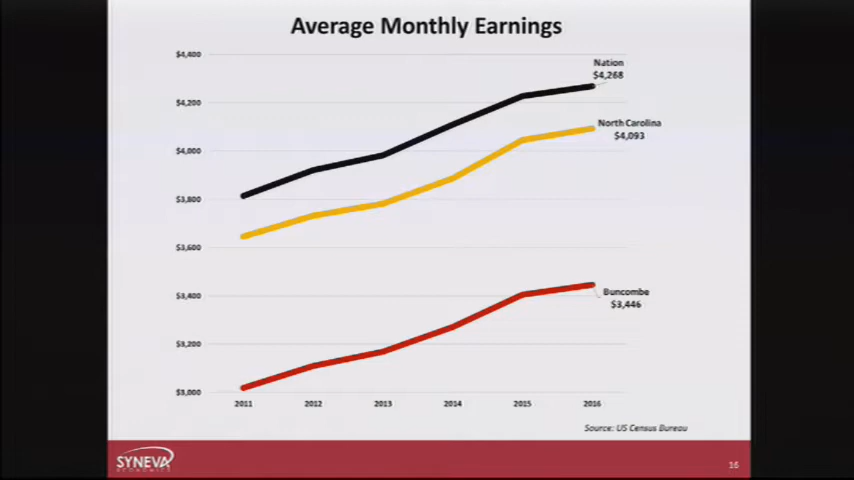 Average Monthly Earnings
$4,400
Nation
$4,268
$4,200
North Carolina
$4,093
$4,000
$3,800
$3,600
$3,400
Buncombe
$3,446
$3,200
$3,000
2011 2012 2013 2014 2015 2016
Source: US Census Bureau
SYNEVA
ECONOMICS
16